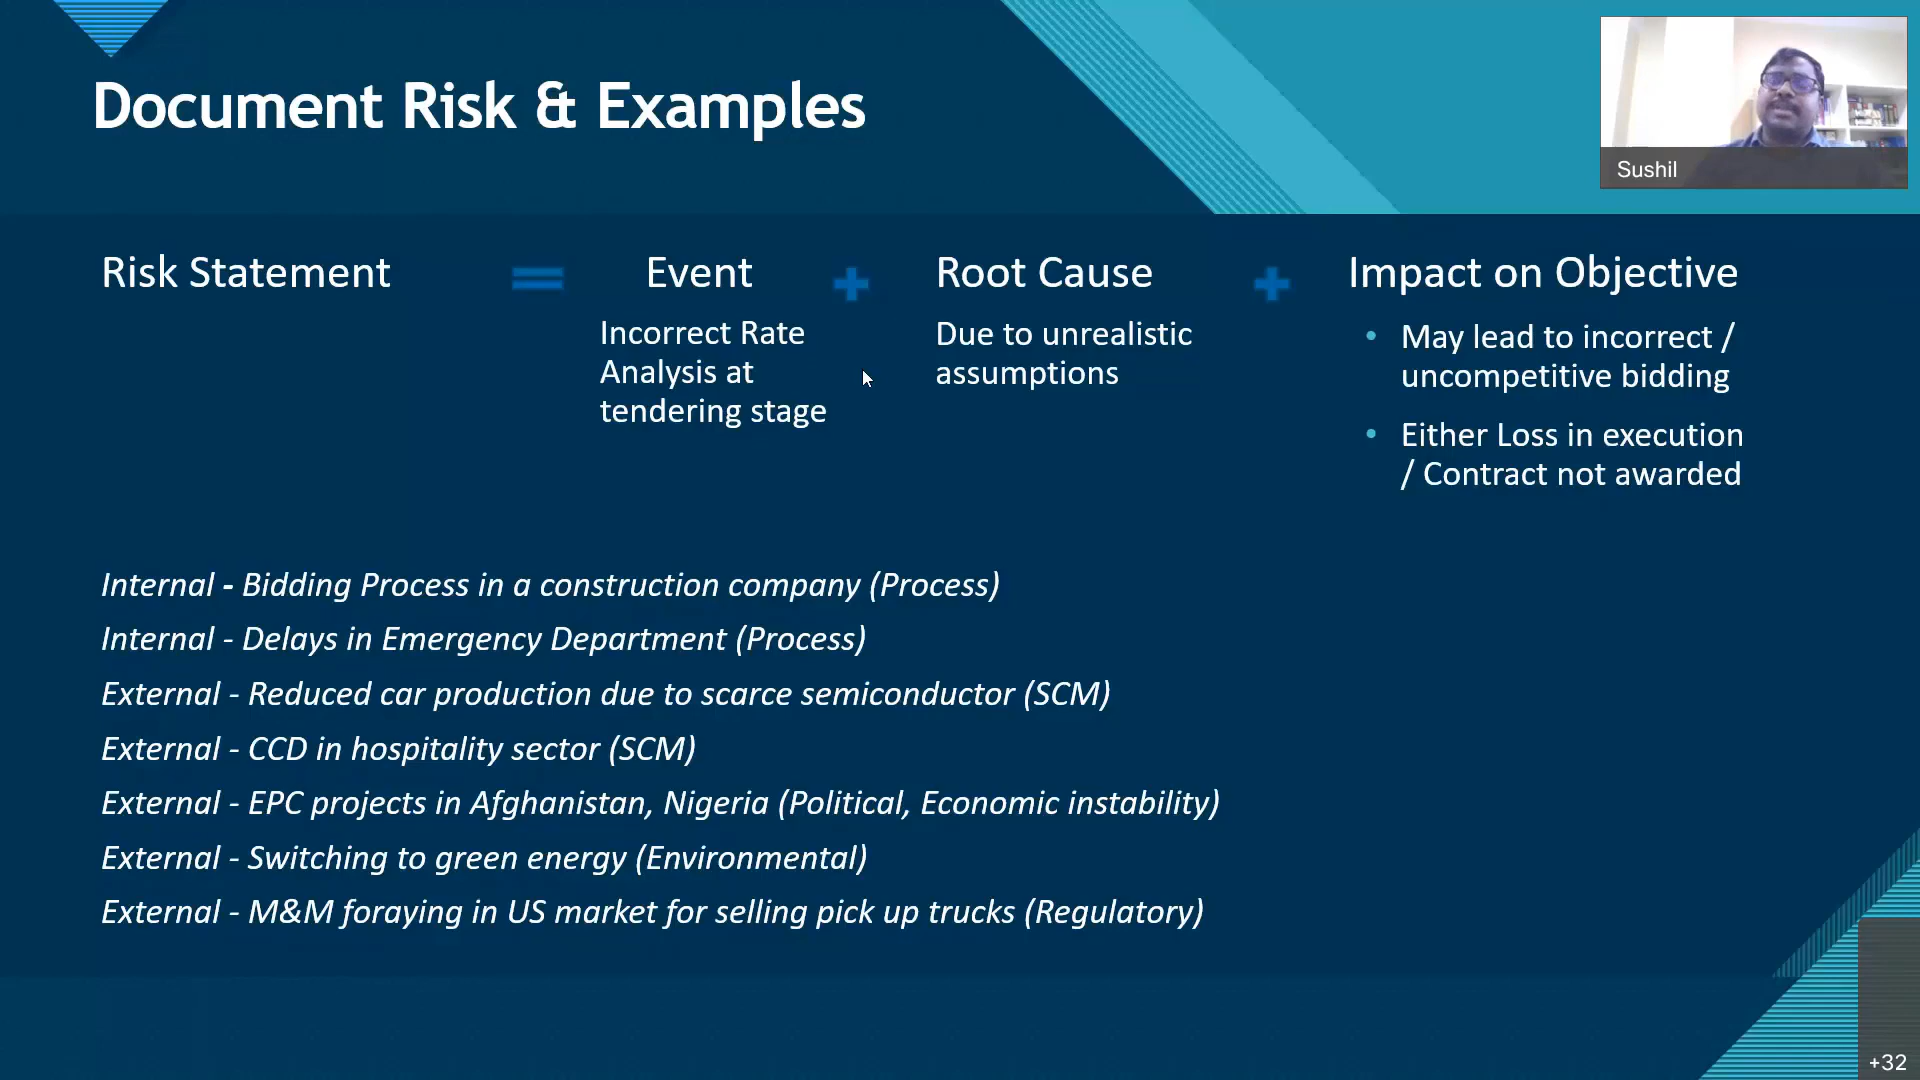 Document Risk & Examples
Sushil
Risk Statement = Event + Root Cause + Impact on Objective
Incorrect Rate
Analysis at
tendering stage
Due to unrealistic
assumptions
• May lead to incorrect /
uncompetitive bidding
• Either Loss in execution
/ Contract not awarded
Internal - Bidding Process in a construction company (Process)
Internal - Delays in Emergency Department (Process)
External - Reduced car production due to scarce semiconductor (SCM)
External - CCD in hospitality sector (SCM)
External - EPC projects in Afghanistan, Nigeria (Political, Economic instability)
External - Switching to green energy (Environmental)
External - M&M foraying in US market for selling pick up trucks (Regulatory)
+32